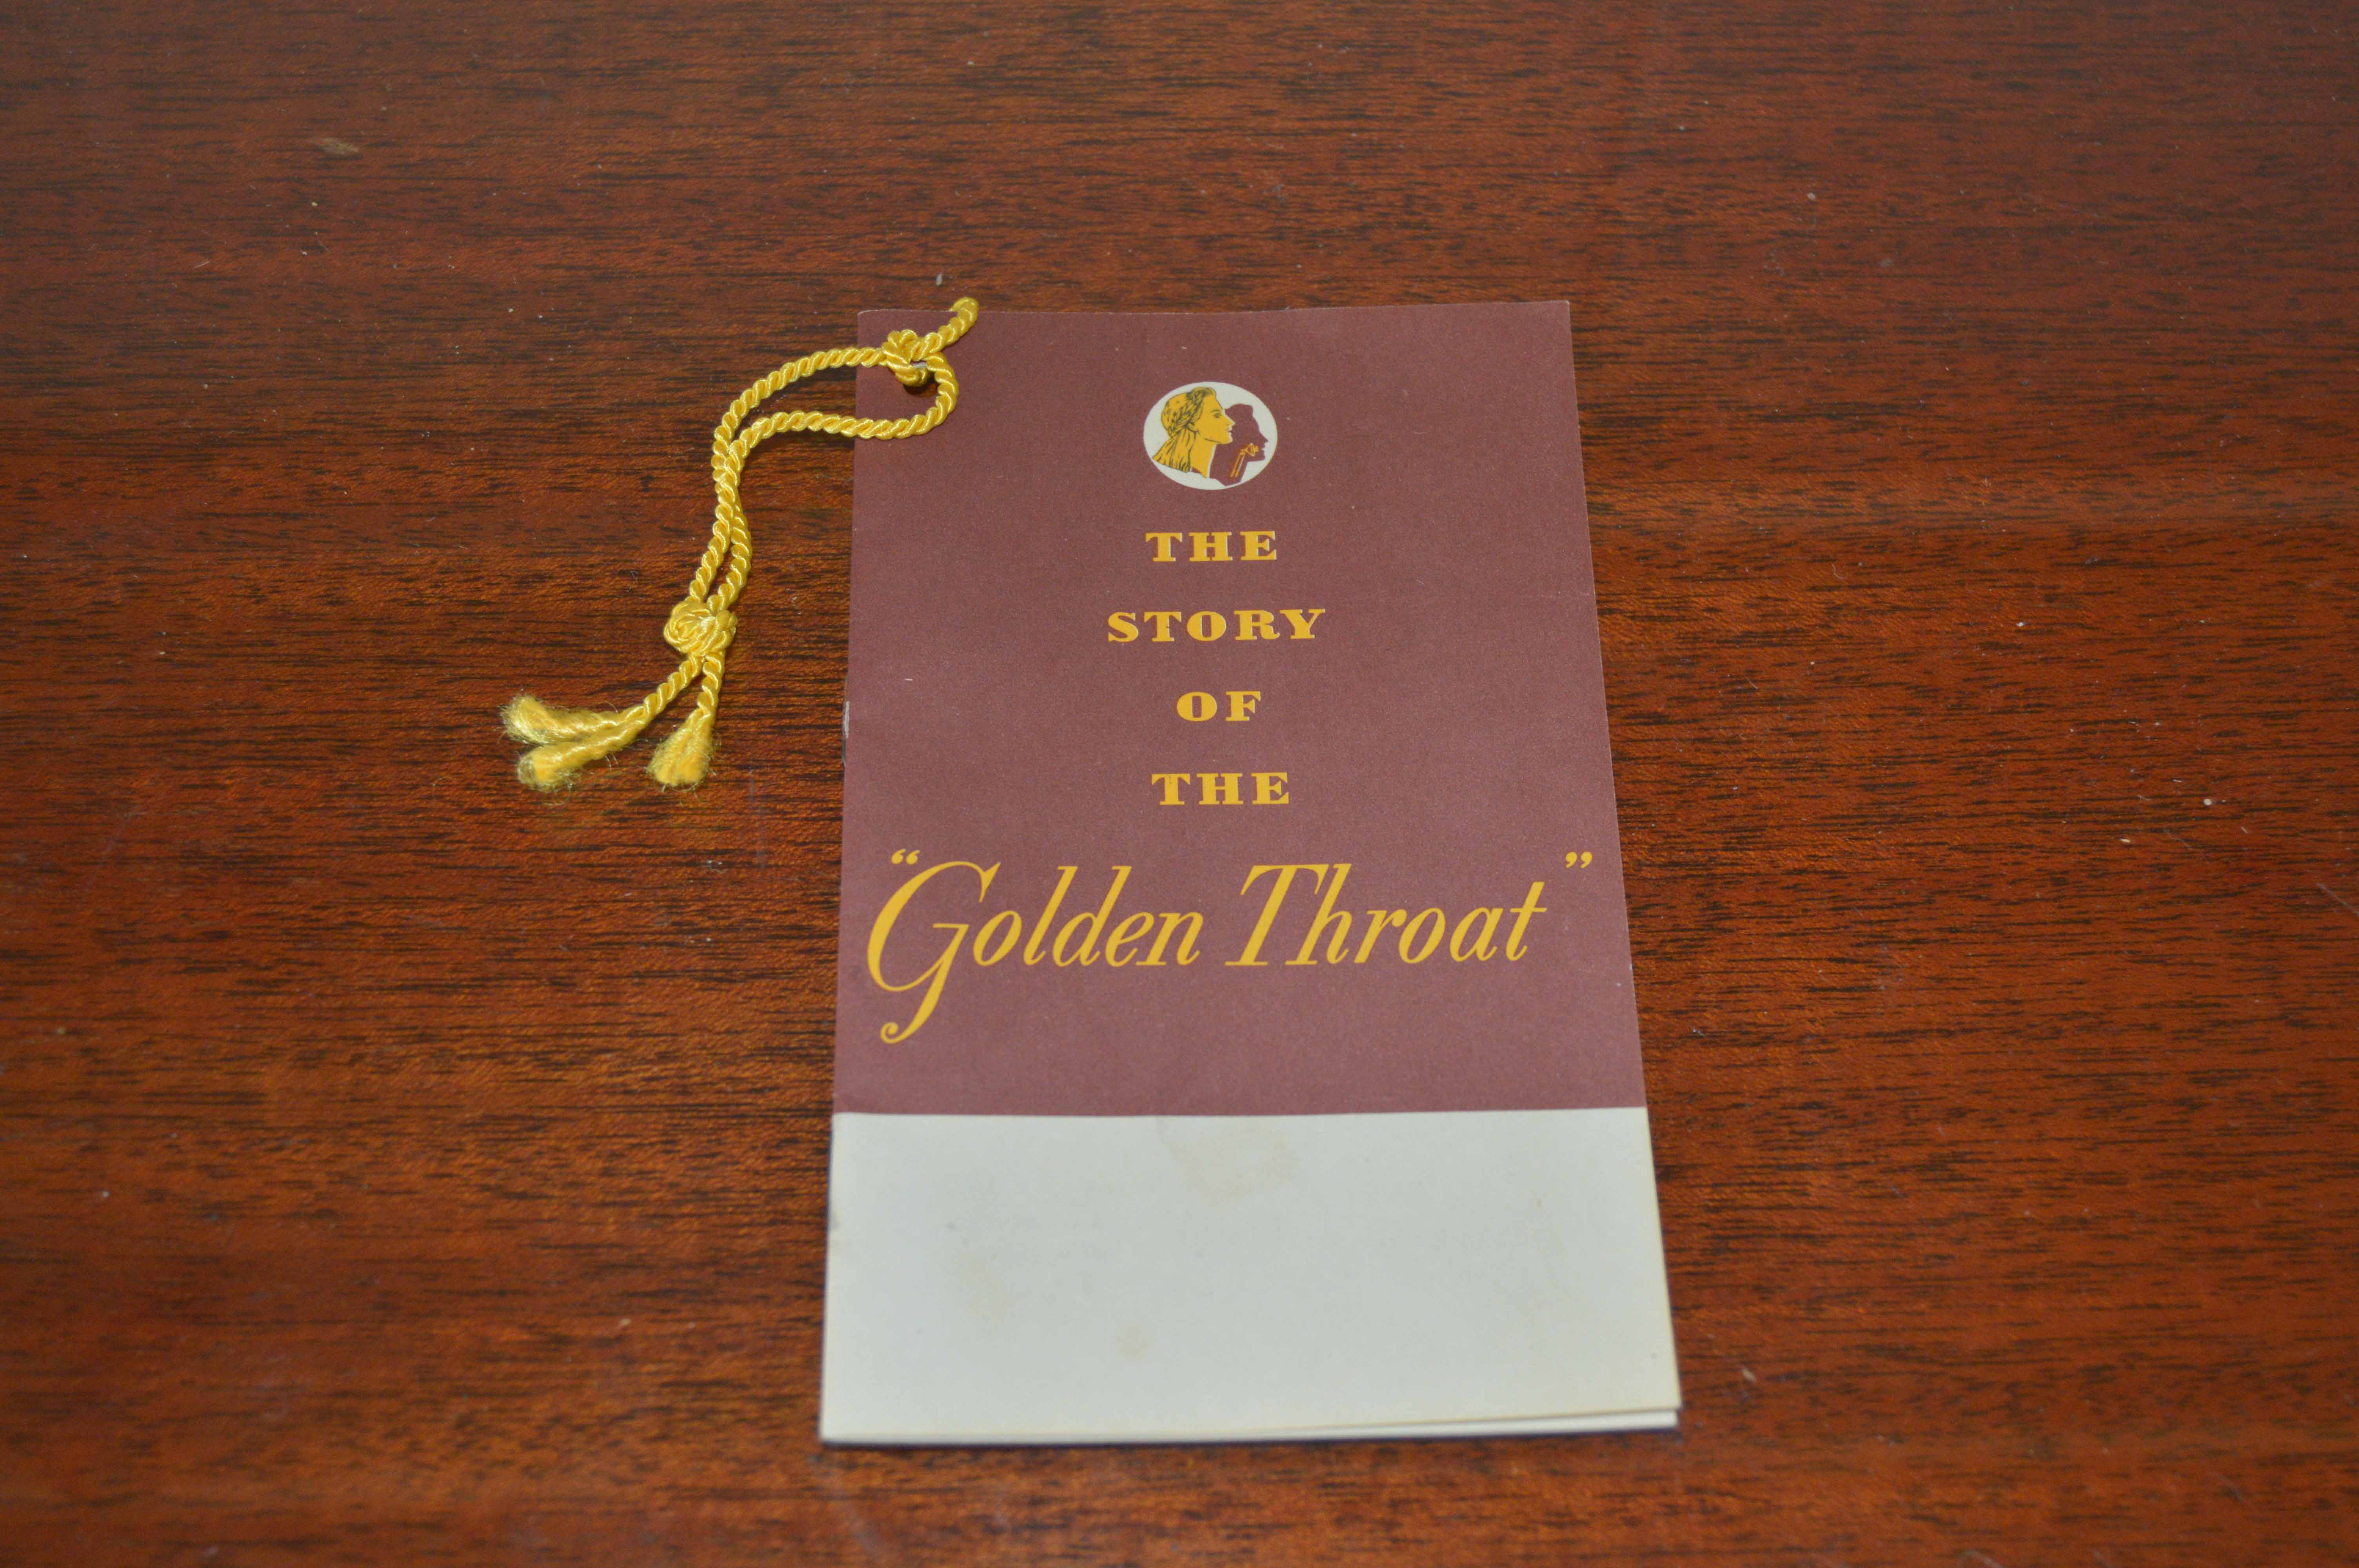 THE
STORY
OF
THE
“Golden Throat”